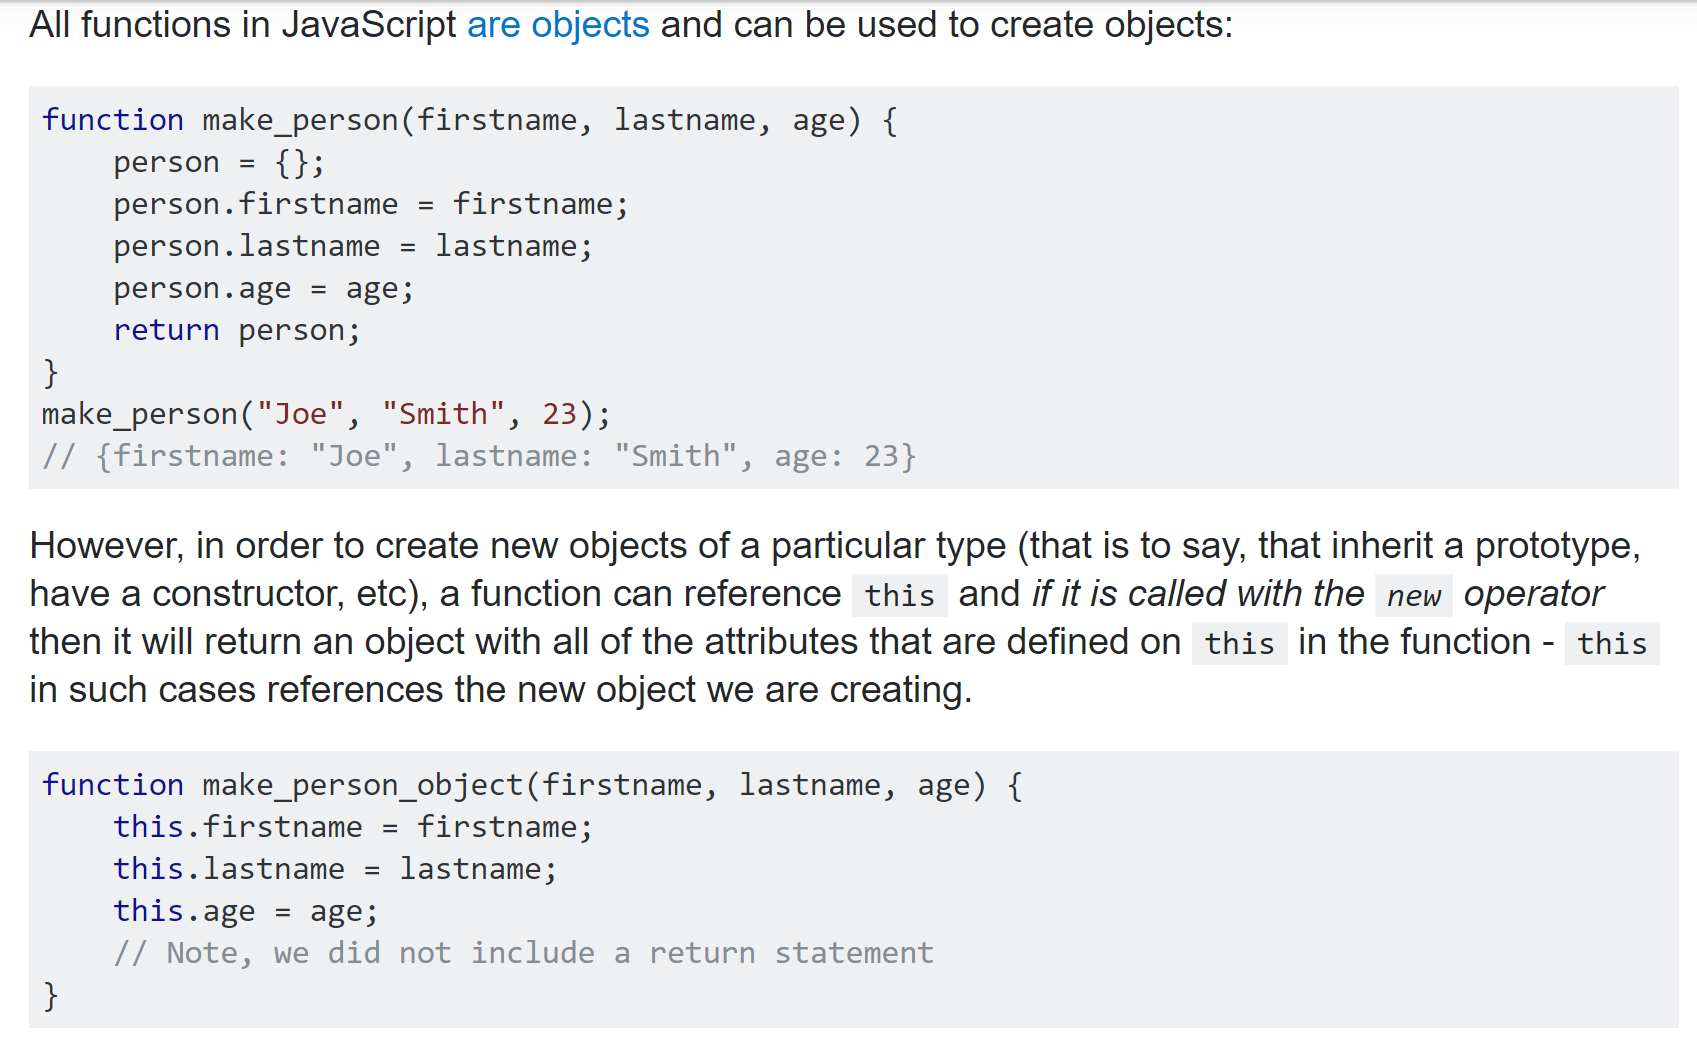 All functions in JavaScript are objects and can be used to create objects:
function make_person(firstname, lastname, age) {
    person = {};
    person.firstname = firstname;
    person.lastname = lastname;
    person.age = age;
    return person;
}
make_person("Joe", "Smith", 23);
// {firstname: "Joe", lastname: "Smith", age: 23}
However, in order to create new objects of a particular type (that is to say, that inherit a prototype,
have a constructor, etc), a function can reference this and if it is called with the new operator
then it will return an object with all of the attributes that are defined on this in the function - this
in such cases references the new object we are creating.
function make_person_object(firstname, lastname, age) {
    this.firstname = firstname;
    this.lastname = lastname;
    this.age = age;
    // Note, we did not include a return statement
}